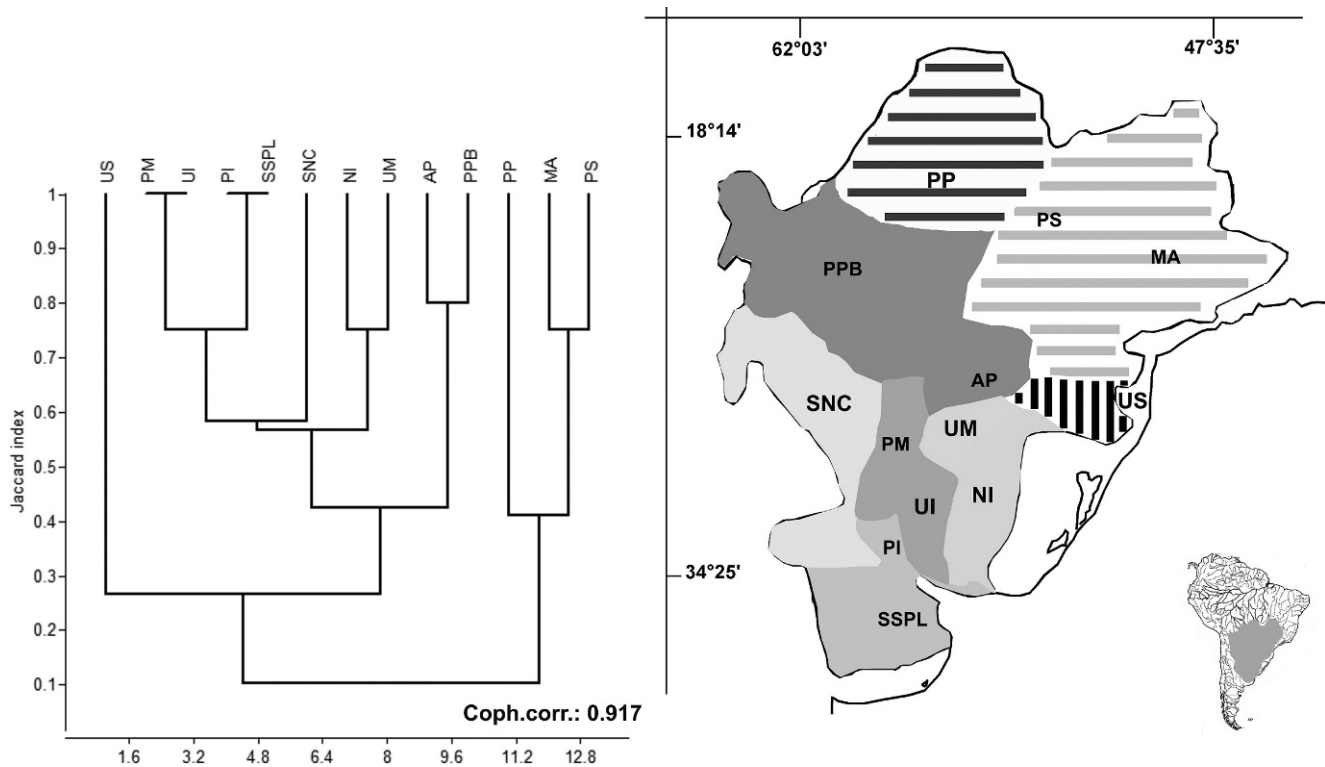 US PM UI PI SSPL SNC NI UM AP PPB PP MA PS
Jaccard index
1
0.9
0.8
0.7
0.6
0.5
0.4
0.3
0.2
0.1
Coph.corr.: 0.917
1.6 3.2 4.8 6.4 8 9.6 11.2 12.8
62°03' 47°35'
18°14'
PP
PS
MA
PPB
AP
US
SNC
UM
PM
NI
UI
PI
34°25'
SSPL